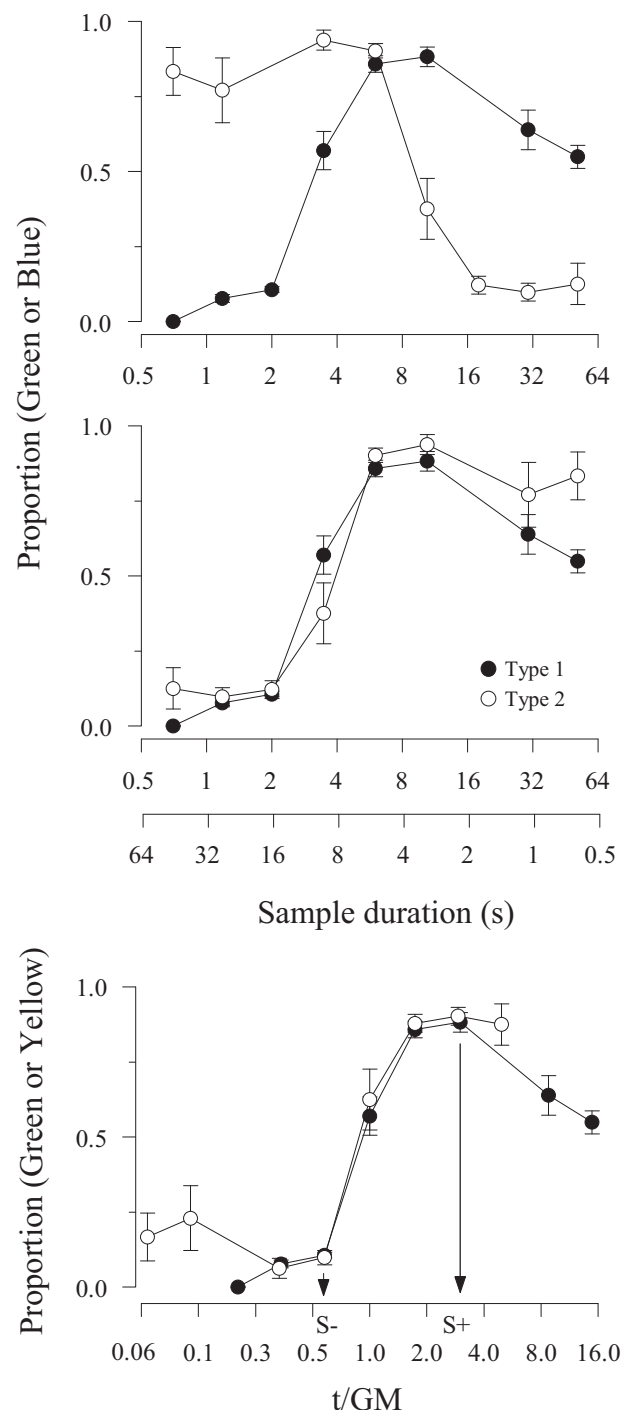 1.0
0.5
0.0
0.5 1 2 4 8 16 32 64
Proportion (Green or Blue)
1.0
0.5
0.0
Type 1
Type 2
0.5 1 2 4 8 16 32 64
64 32 16 8 4 2 1 0.5
Sample duration (s)
Proportion (Green or Yellow)
1.0
0.5
0.0
S- S+
0.06 0.1 0.3 0.5 1.0 2.0 4.0 8.0 16.0
t/GM